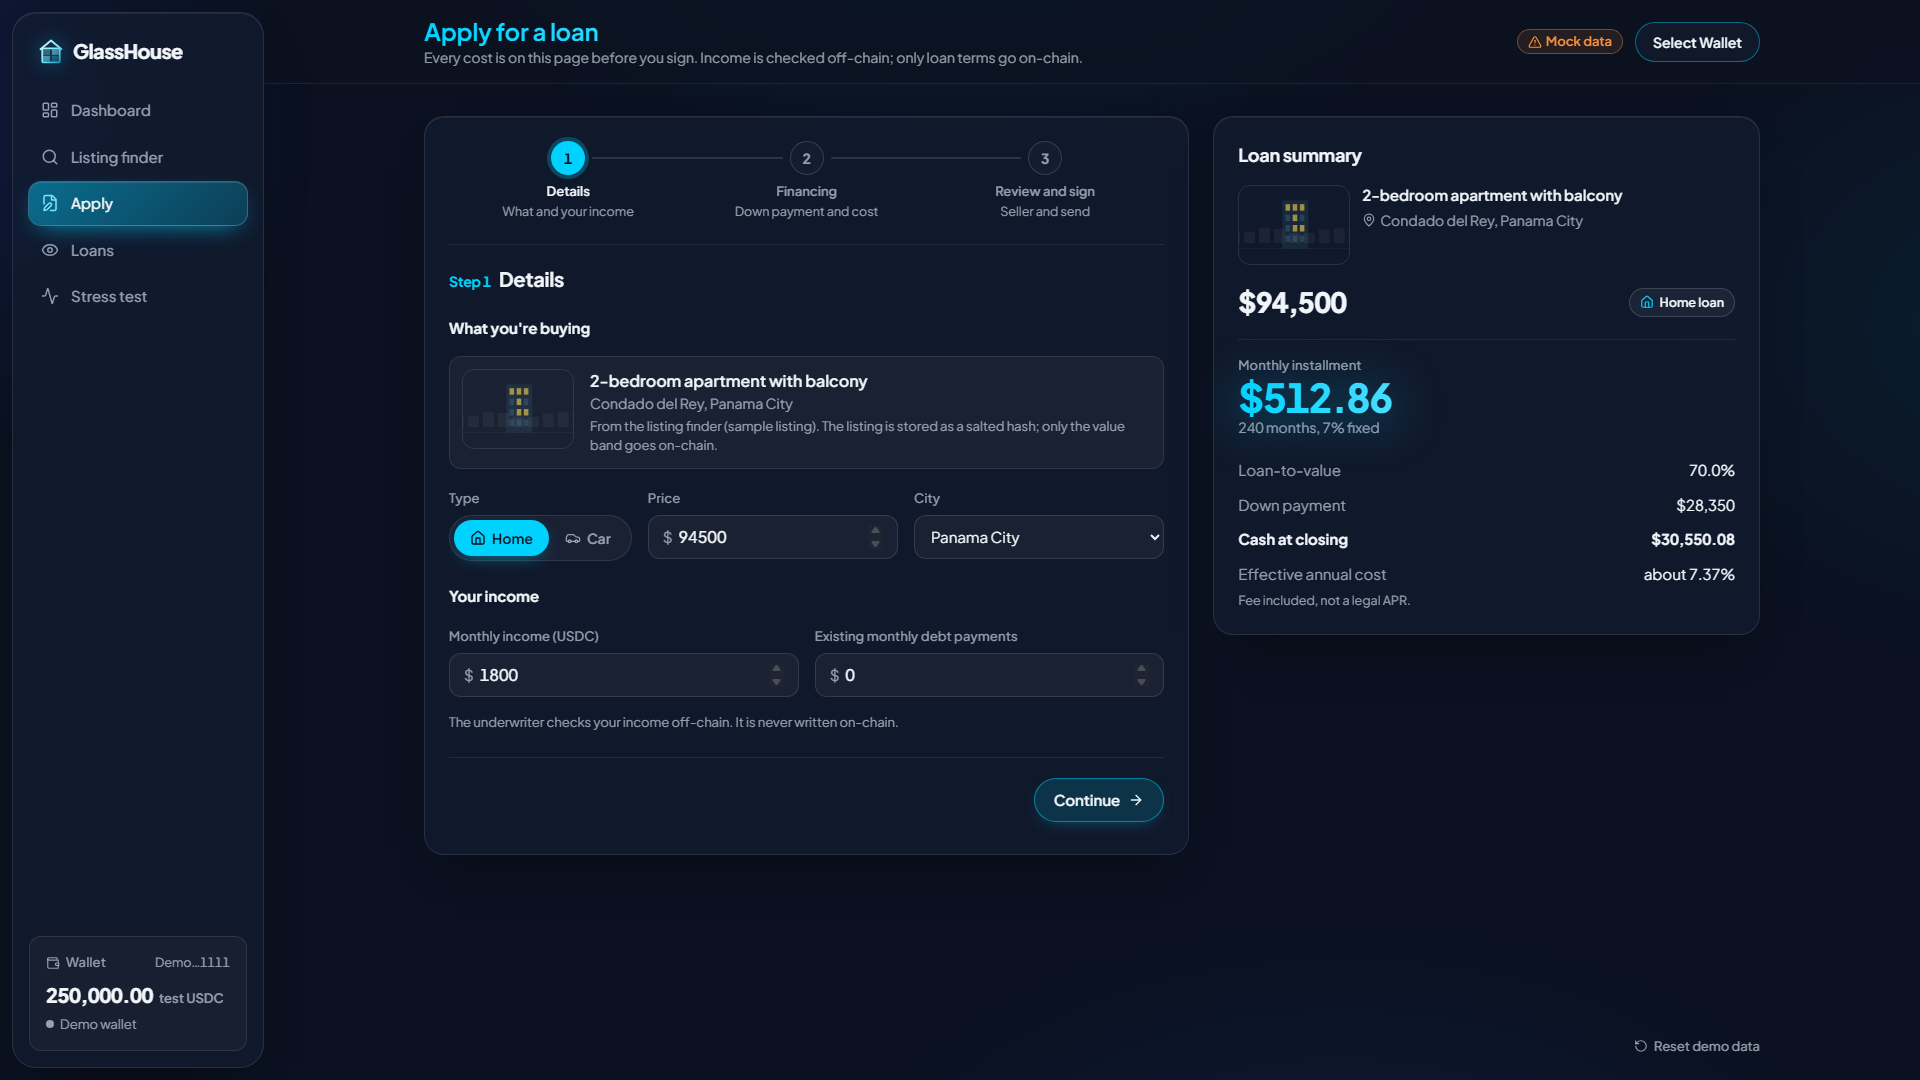 GlassHouse
Dashboard
Listing finder
Apply
Loans
Stress test
Wallet
Demo...1111
250,000.00 test USDC
Demo wallet
Apply for a loan
Every cost is on this page before you sign. Income is checked off-chain; only loan terms go on-chain.
Mock data
Select Wallet
1
Details
What and your income
2
Financing
Down payment and cost
3
Review and sign
Seller and send
Step 1 Details
What you're buying
2-bedroom apartment with balcony
Condado del Rey, Panama City
From the listing finder (sample listing). The listing is stored as a salted hash; only the value
band goes on-chain.
Type
Home
Car
Price
$ 94500
City
Panama City
Your income
Monthly income (USDC)
$ 1800
Existing monthly debt payments
$ 0
The underwriter checks your income off-chain. It is never written on-chain.
Continue
Loan summary
2-bedroom apartment with balcony
Condado del Rey, Panama City
$94,500
Home loan
Monthly installment
$512.86
240 months, 7% fixed
Loan-to-value 70.0%
Down payment $28,350
Cash at closing $30,550.08
Effective annual cost about 7.37%
Fee included, not a legal APR.
Reset demo data